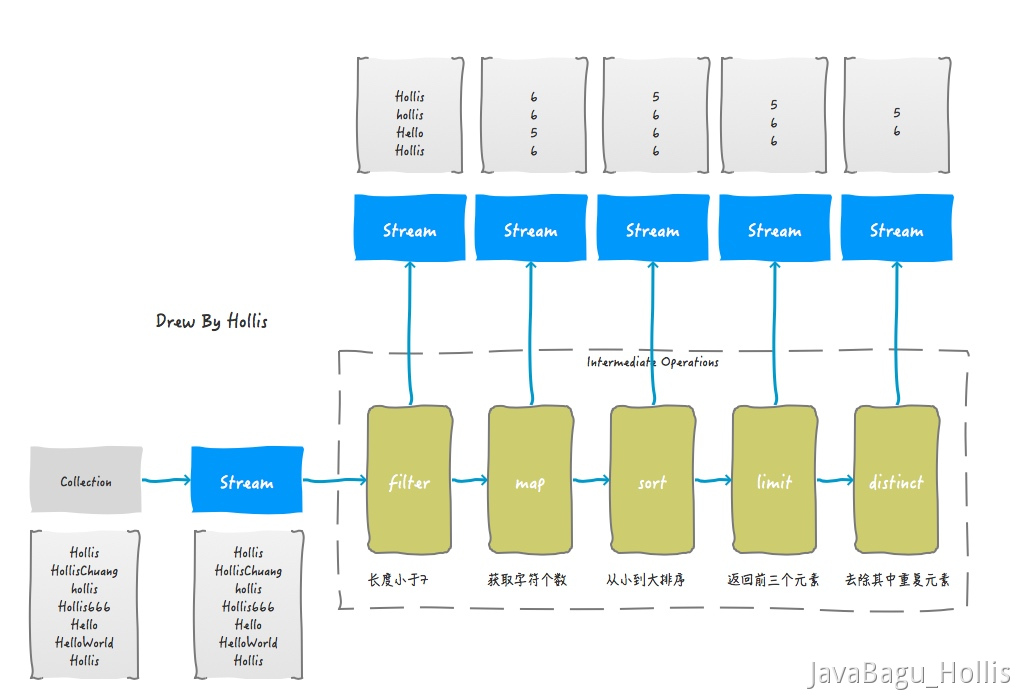 Hollis
hollis
Hello
Hollis
6
6
5
6
5
6
6
6
5
6
6
5
6
Stream
Stream
Stream
Stream
Stream
Drew By Hollis
Intermediate Operations
Collection
Stream
filter
map
sort
limit
distinct
Hollis
HollisChuang
hollis
Hollis666
Hello
HelloWorld
Hollis
Hollis
HollisChuang
hollis
Hollis666
Hello
HelloWorld
Hollis
长度小于7
获取字符个数
从小到大排序
返回前三个元素
去除其中重复元素
JavaBagu_Hollis